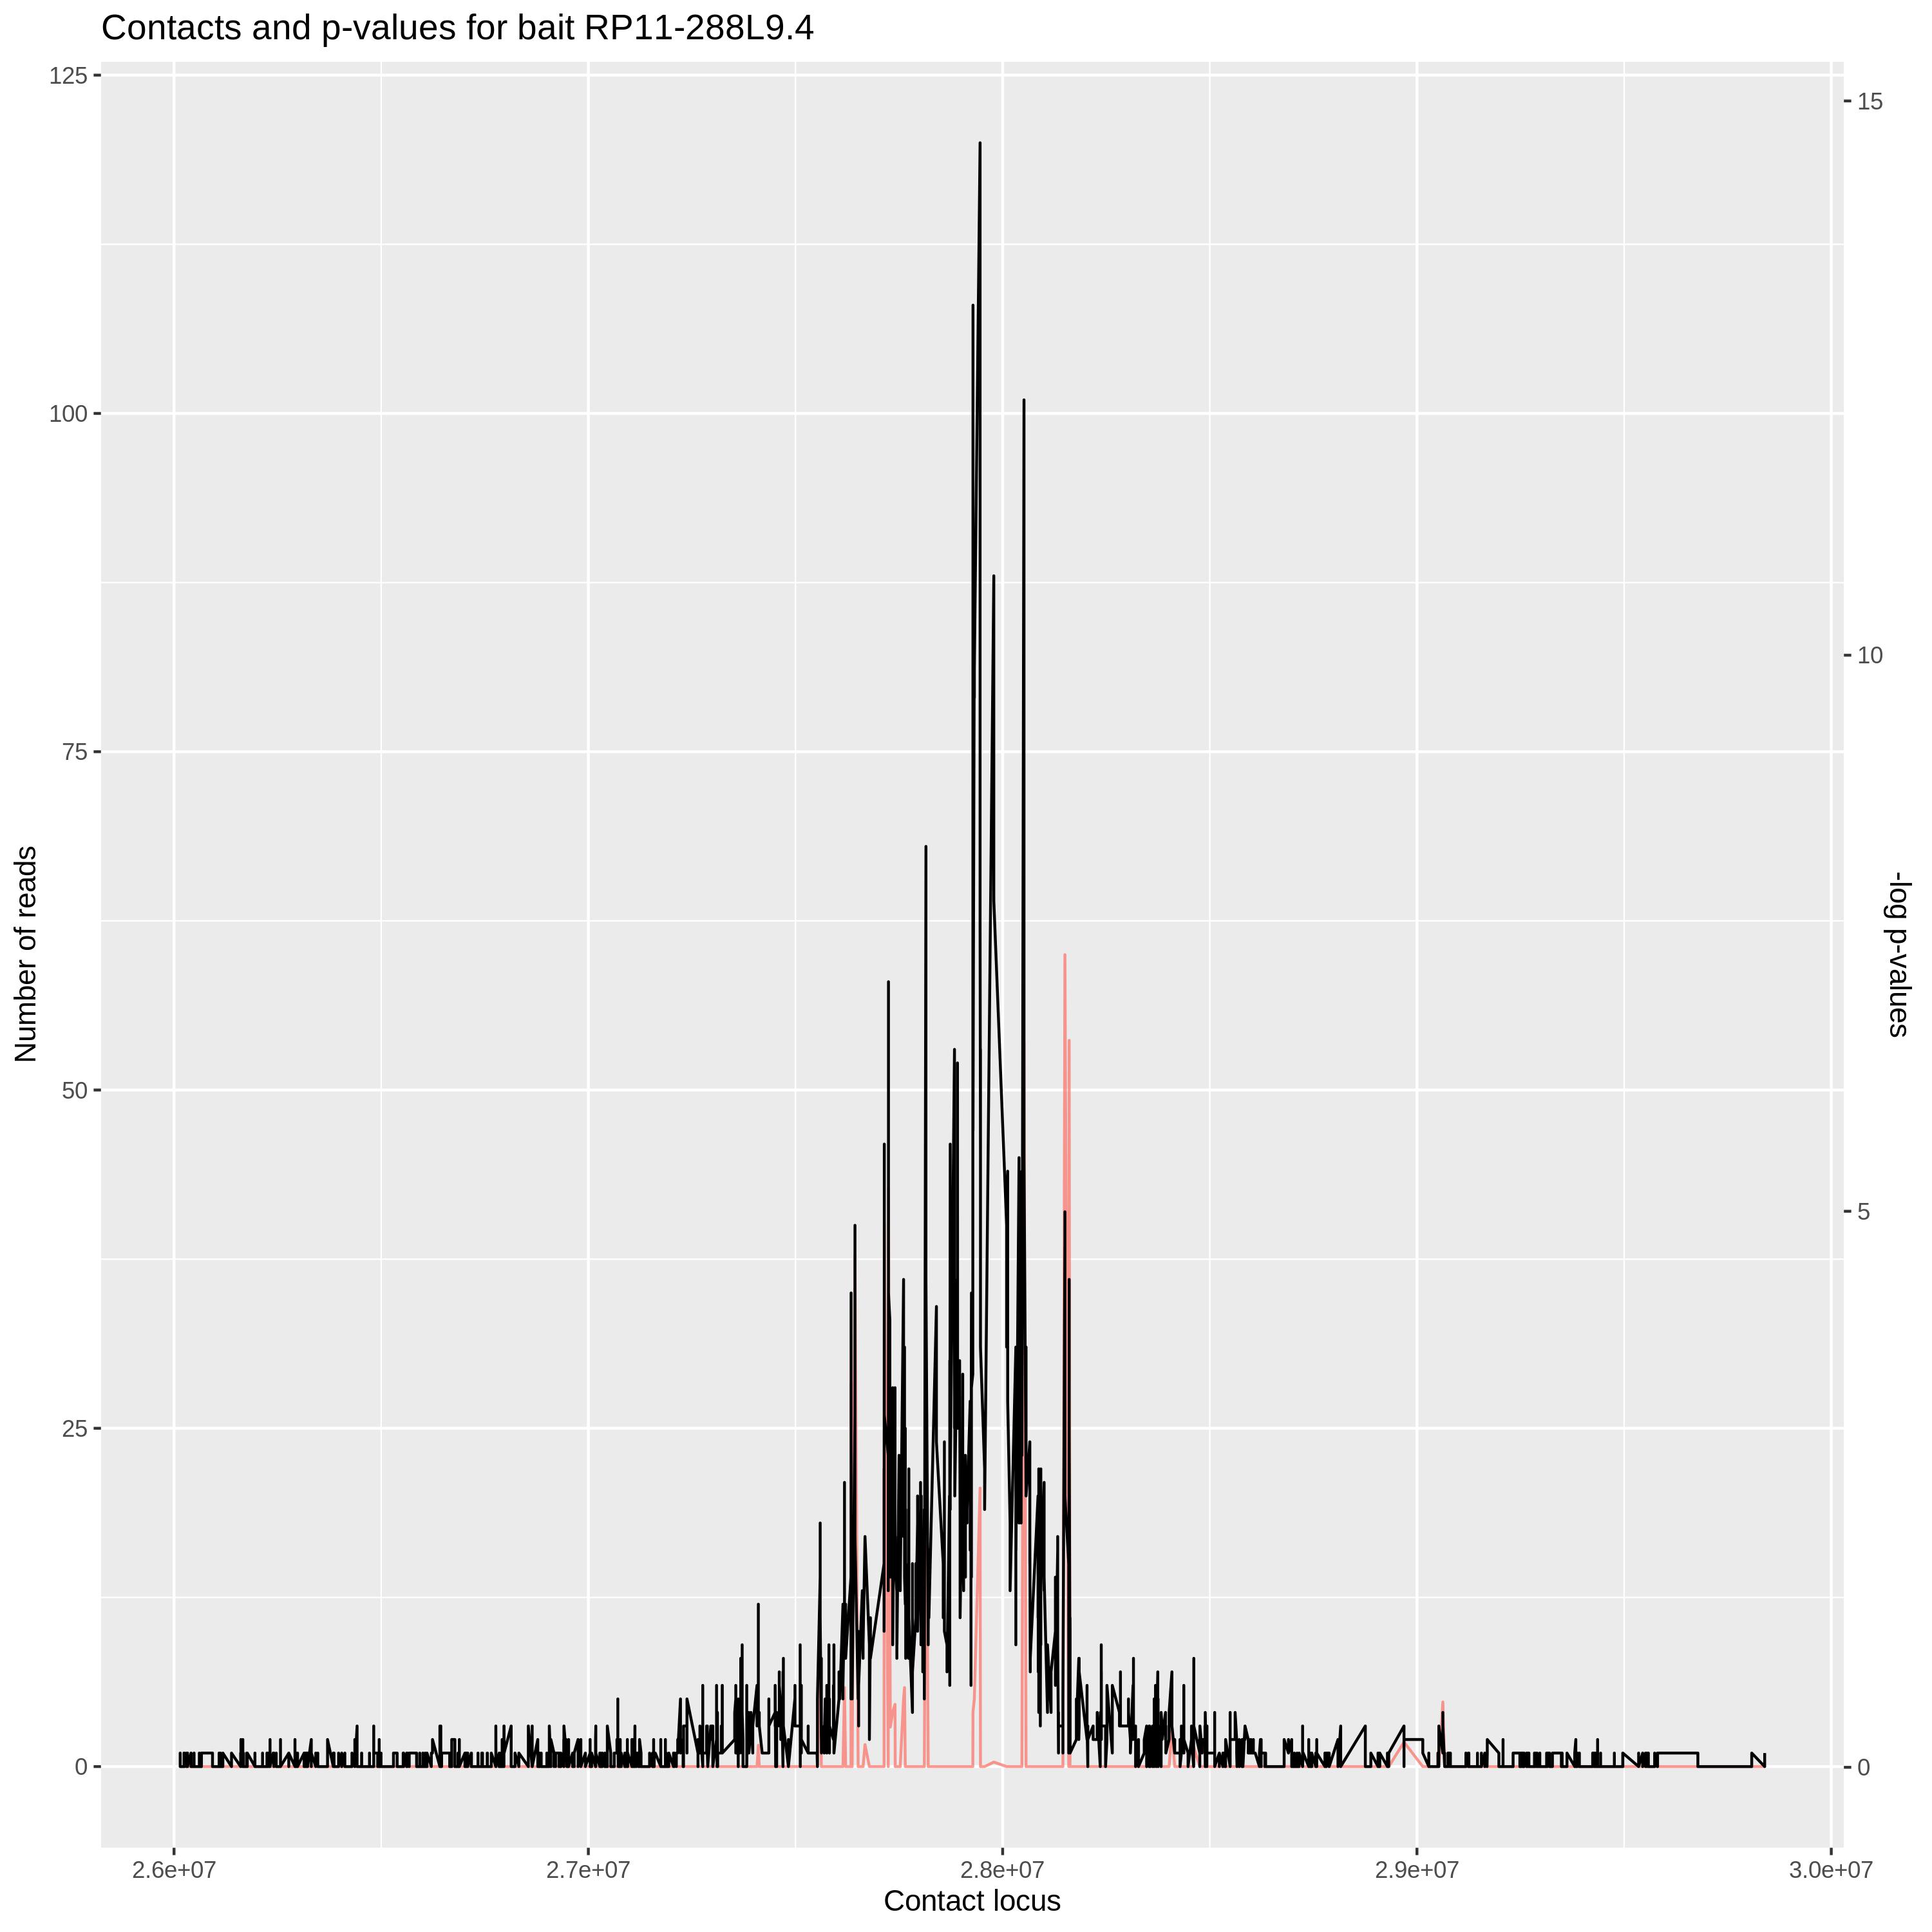 Contacts and p-values for bait RP11-288L9.4
125
100
75
50
25
0
15
10
5
0
Number of reads
-log p-values
2.6e+07 2.7e+07 2.8e+07 2.9e+07 3.0e+07
Contact locus